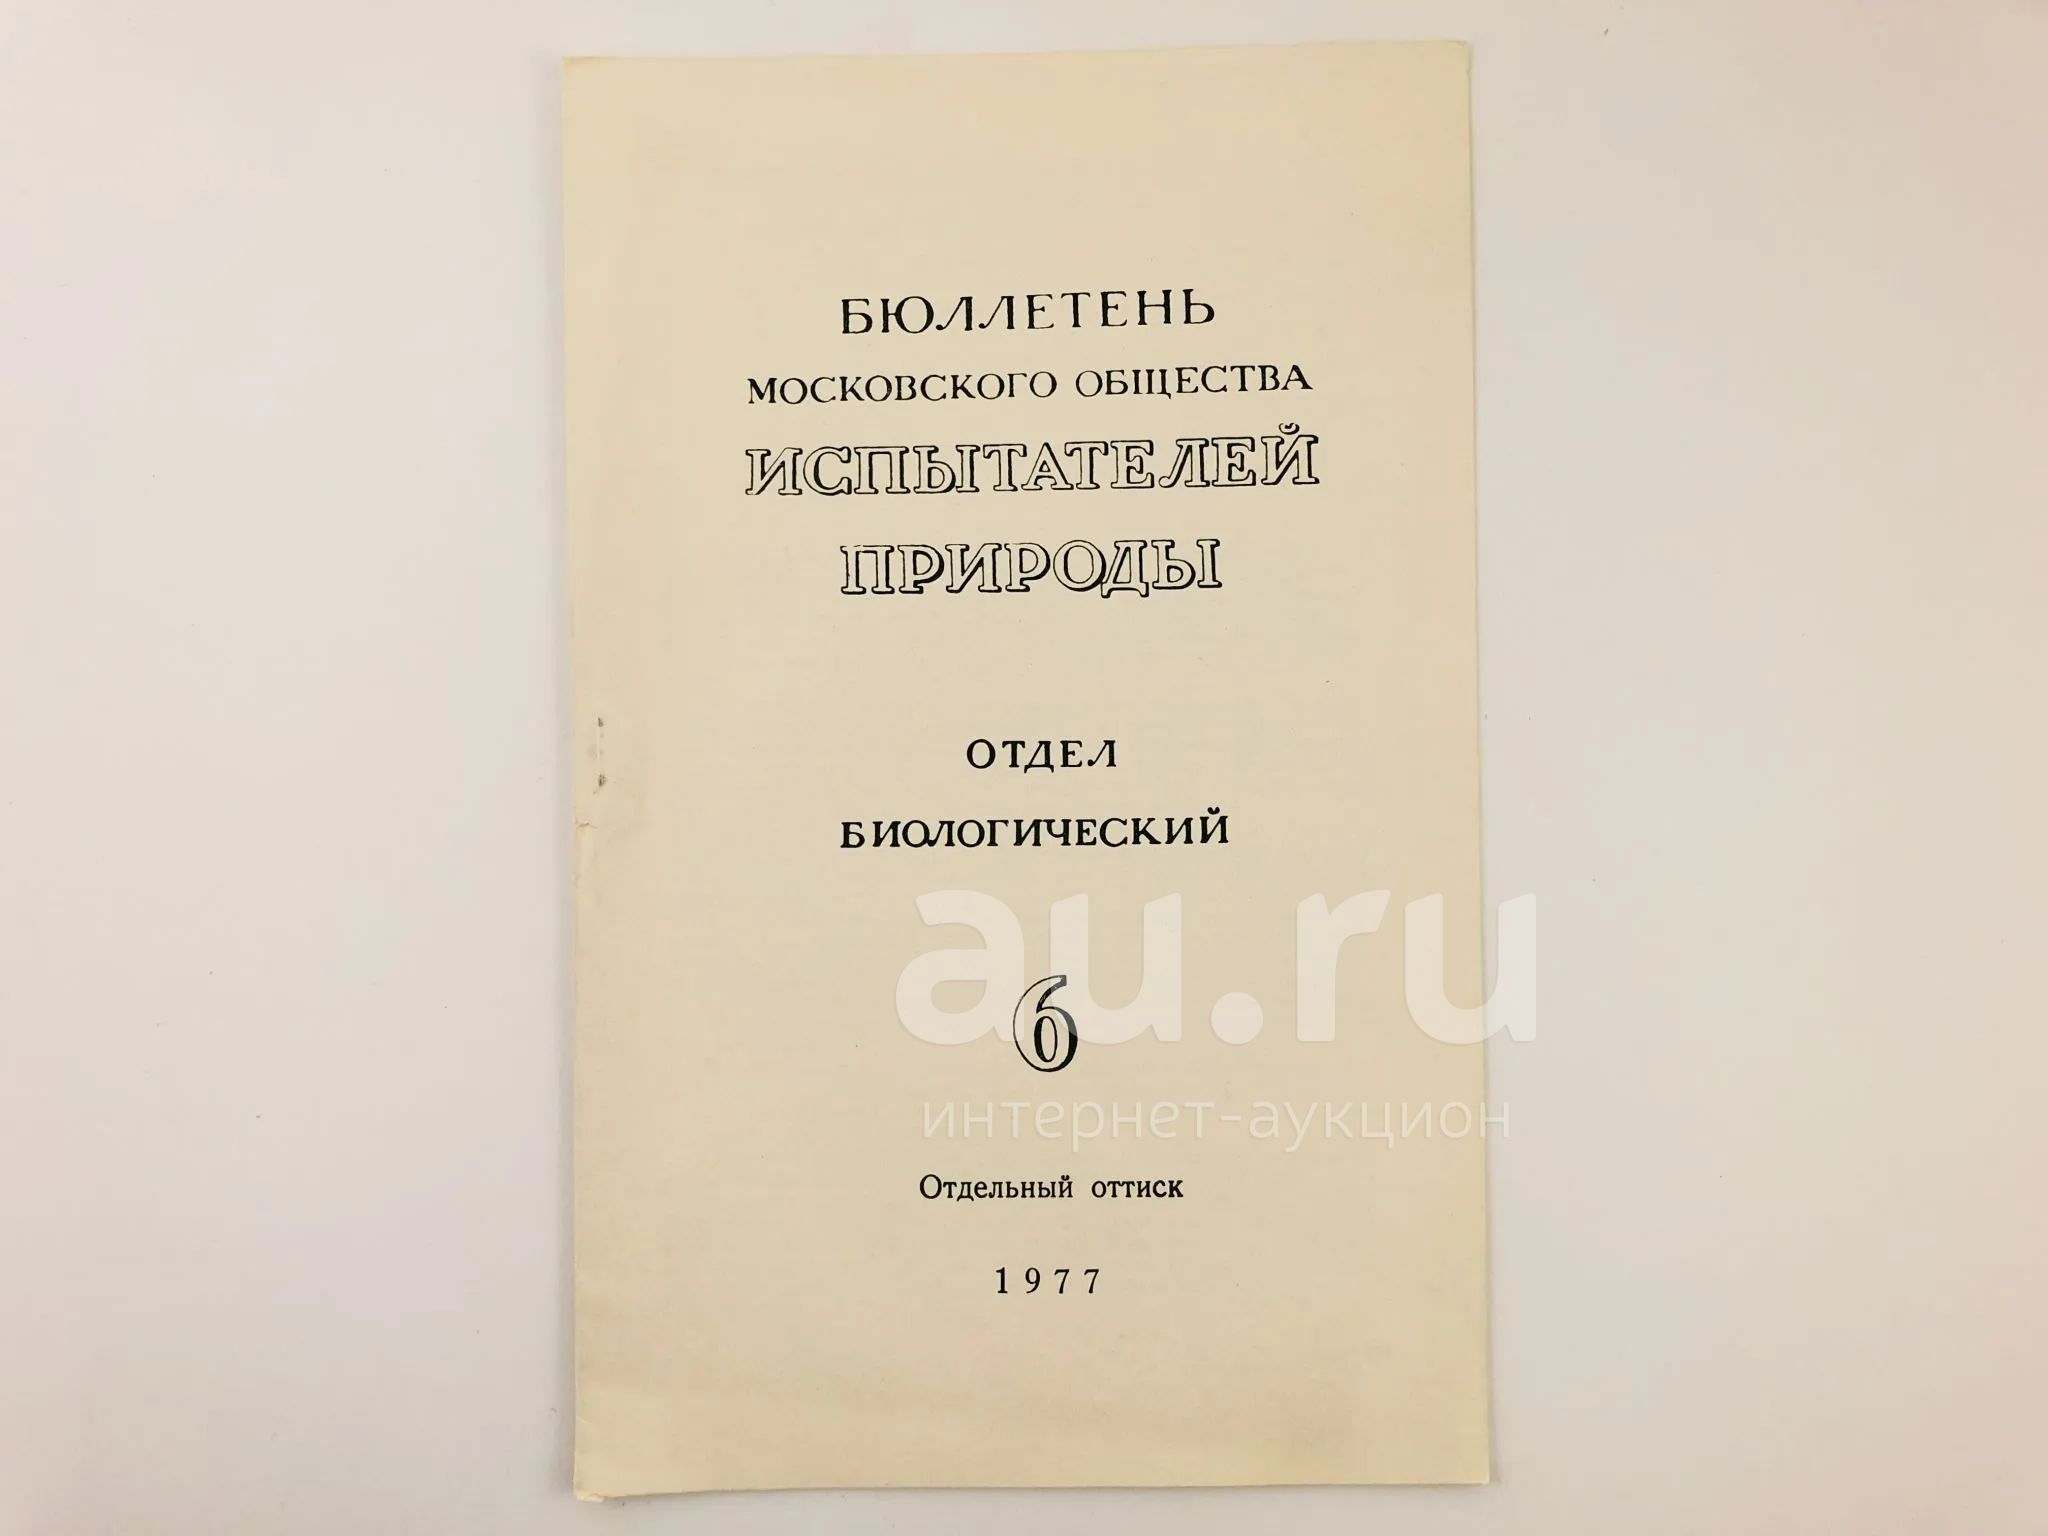 БЮЛЛЕТЕНЬ
МОСКОВСКОГО ОБЩЕСТВА
ИСПЫТАТЕЛЕЙ
ПРИРОДЫ
ОТДЕЛ
БИОЛОГИЧЕСКИЙ
au.ru
6
интернет-аукцион
Отдельный оттиск
1977